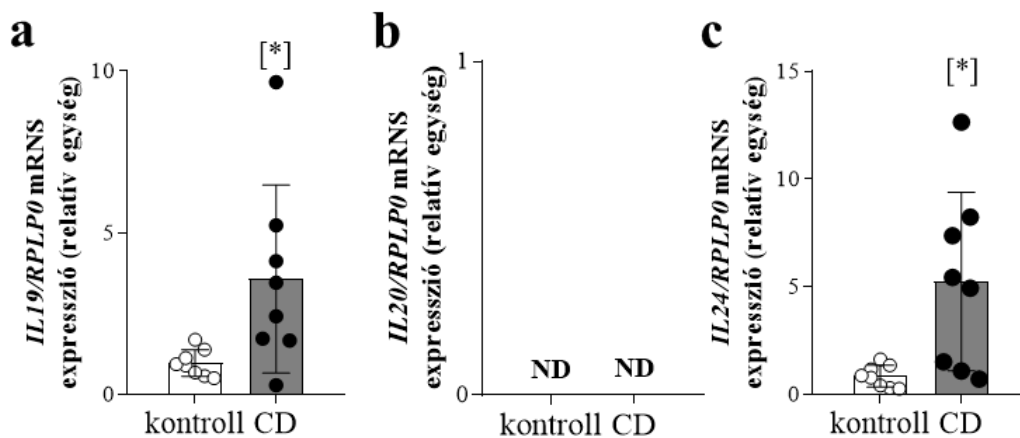 a
IL19/RPLP0 mRNS
expresszió (relatív egység)
10
5
0
[*]
kontroll CD
b
IL20/RPLP0 mRNS
expresszió (relatív egység)
1
0
ND ND
kontroll CD
c
IL24/RPLP0 mRNS
expresszió (relatív egység)
15
10
5
0
[*]
kontroll CD